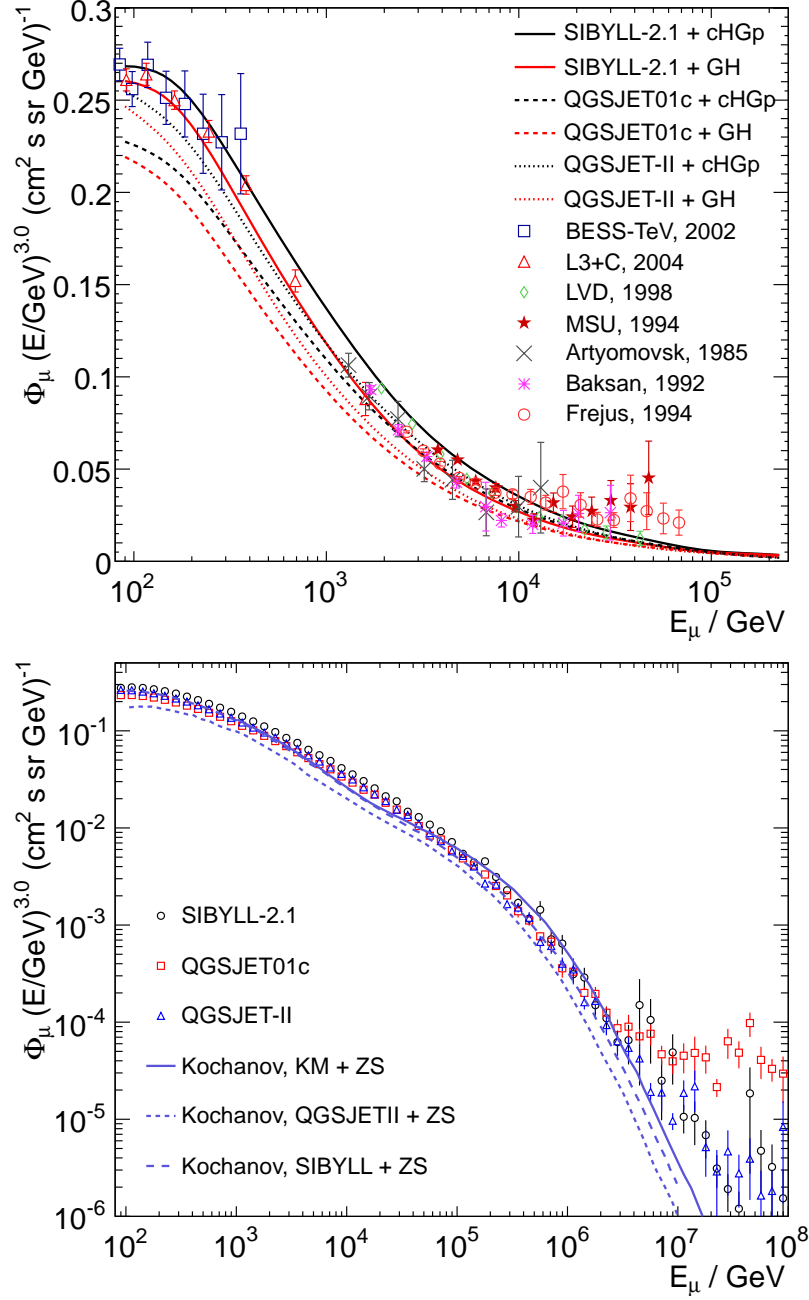 0.3
0.25
0.2
0.15
0.1
0.05
0
Φμ (E/GeV)^3.0 (cm² s sr GeV)^-1
SIBYLL-2.1 + cHGp
SIBYLL-2.1 + GH
QGSJET01c + cHGp
QGSJET01c + GH
QGSJET-II + cHGp
QGSJET-II + GH
BESS-TeV, 2002
L3+C, 2004
LVD, 1998
MSU, 1994
Artyomovsk, 1985
Baksan, 1992
Frejus, 1994
10² 10³ 10⁴ 10⁵
Eμ / GeV
10^-1
10^-2
10^-3
10^-4
10^-5
10^-6
Φμ (E/GeV)^3.0 (cm² s sr GeV)^-1
SIBYLL-2.1
QGSJET01c
QGSJET-II
Kochanov, KM + ZS
Kochanov, QGSJETII + ZS
Kochanov, SIBYLL + ZS
10² 10³ 10⁴ 10⁵ 10⁶ 10⁷ 10⁸
Eμ / GeV